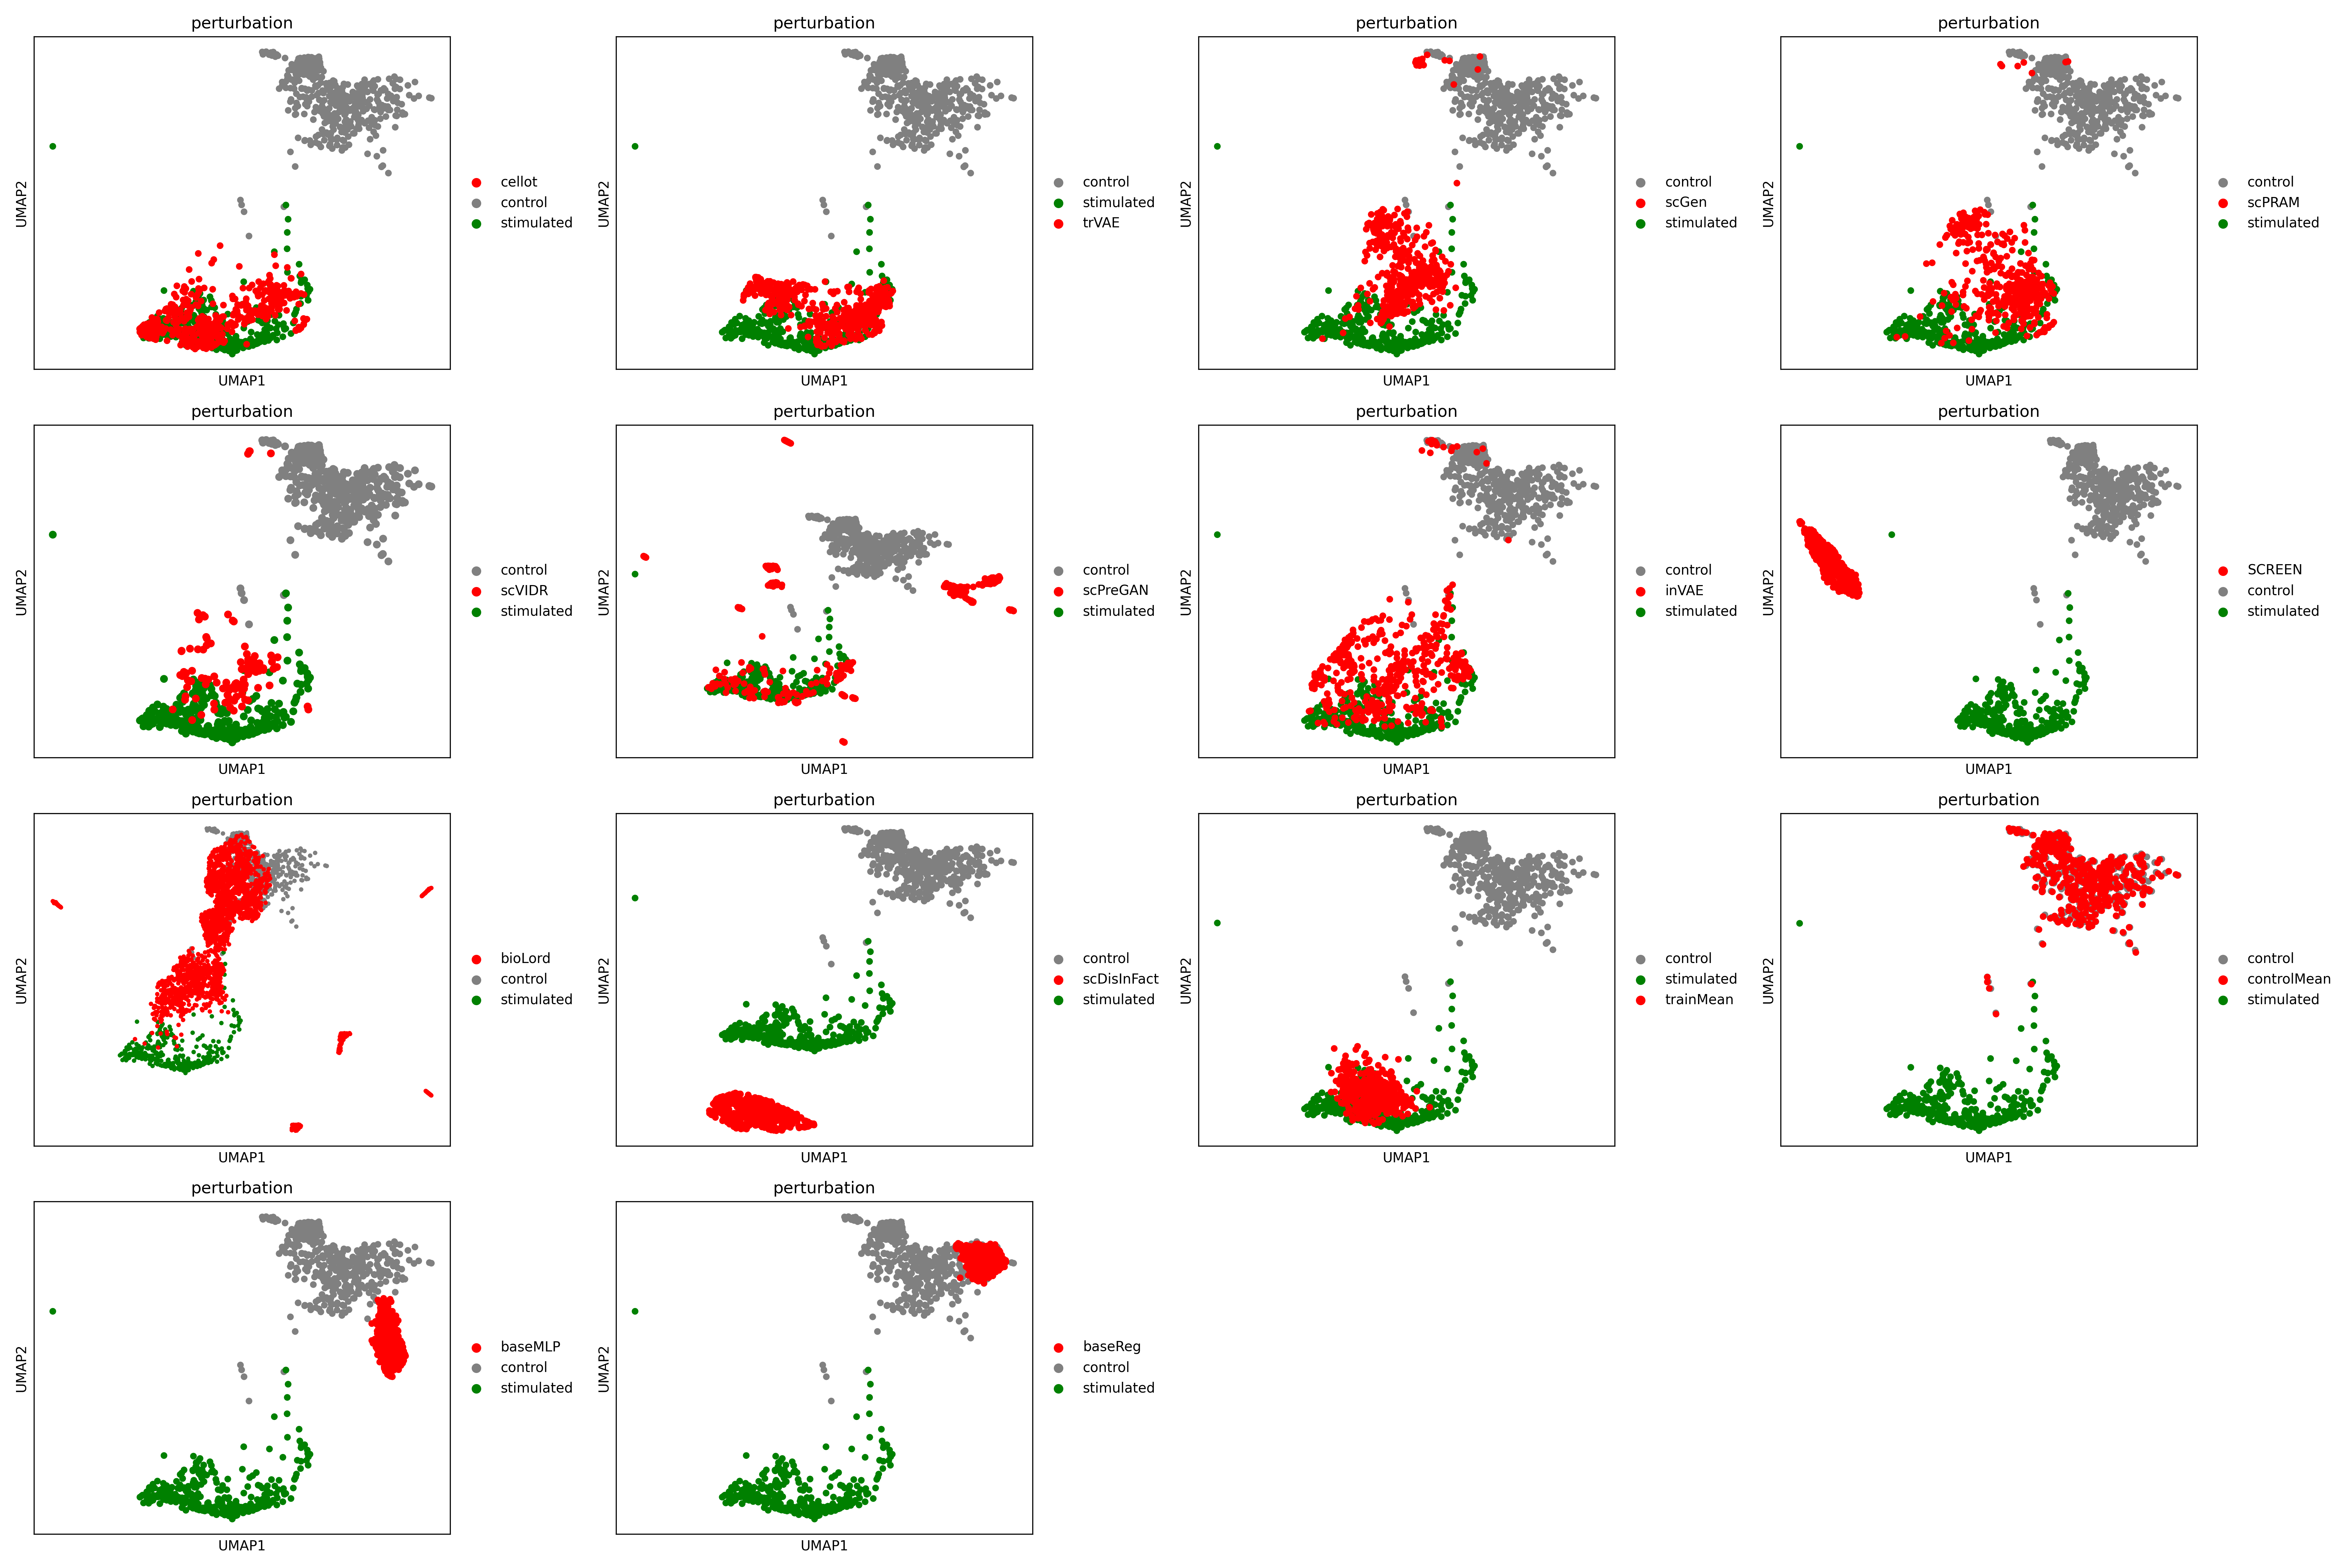 perturbation
UMAP2
UMAP1
cellot
control
stimulated
perturbation
UMAP2
UMAP1
control
stimulated
trVAE
perturbation
UMAP2
UMAP1
control
scGen
stimulated
perturbation
UMAP2
UMAP1
control
scPRAM
stimulated
perturbation
UMAP2
UMAP1
control
scVIDR
stimulated
perturbation
UMAP2
UMAP1
control
scPreGAN
stimulated
perturbation
UMAP2
UMAP1
control
inVAE
stimulated
perturbation
UMAP2
UMAP1
SCREEN
control
stimulated
perturbation
UMAP2
UMAP1
bioLord
control
stimulated
perturbation
UMAP2
UMAP1
control
scDisInFact
stimulated
perturbation
UMAP2
UMAP1
control
stimulated
trainMean
perturbation
UMAP2
UMAP1
control
controlMean
stimulated
perturbation
UMAP2
UMAP1
baseMLP
control
stimulated
perturbation
UMAP2
UMAP1
baseReg
control
stimulated